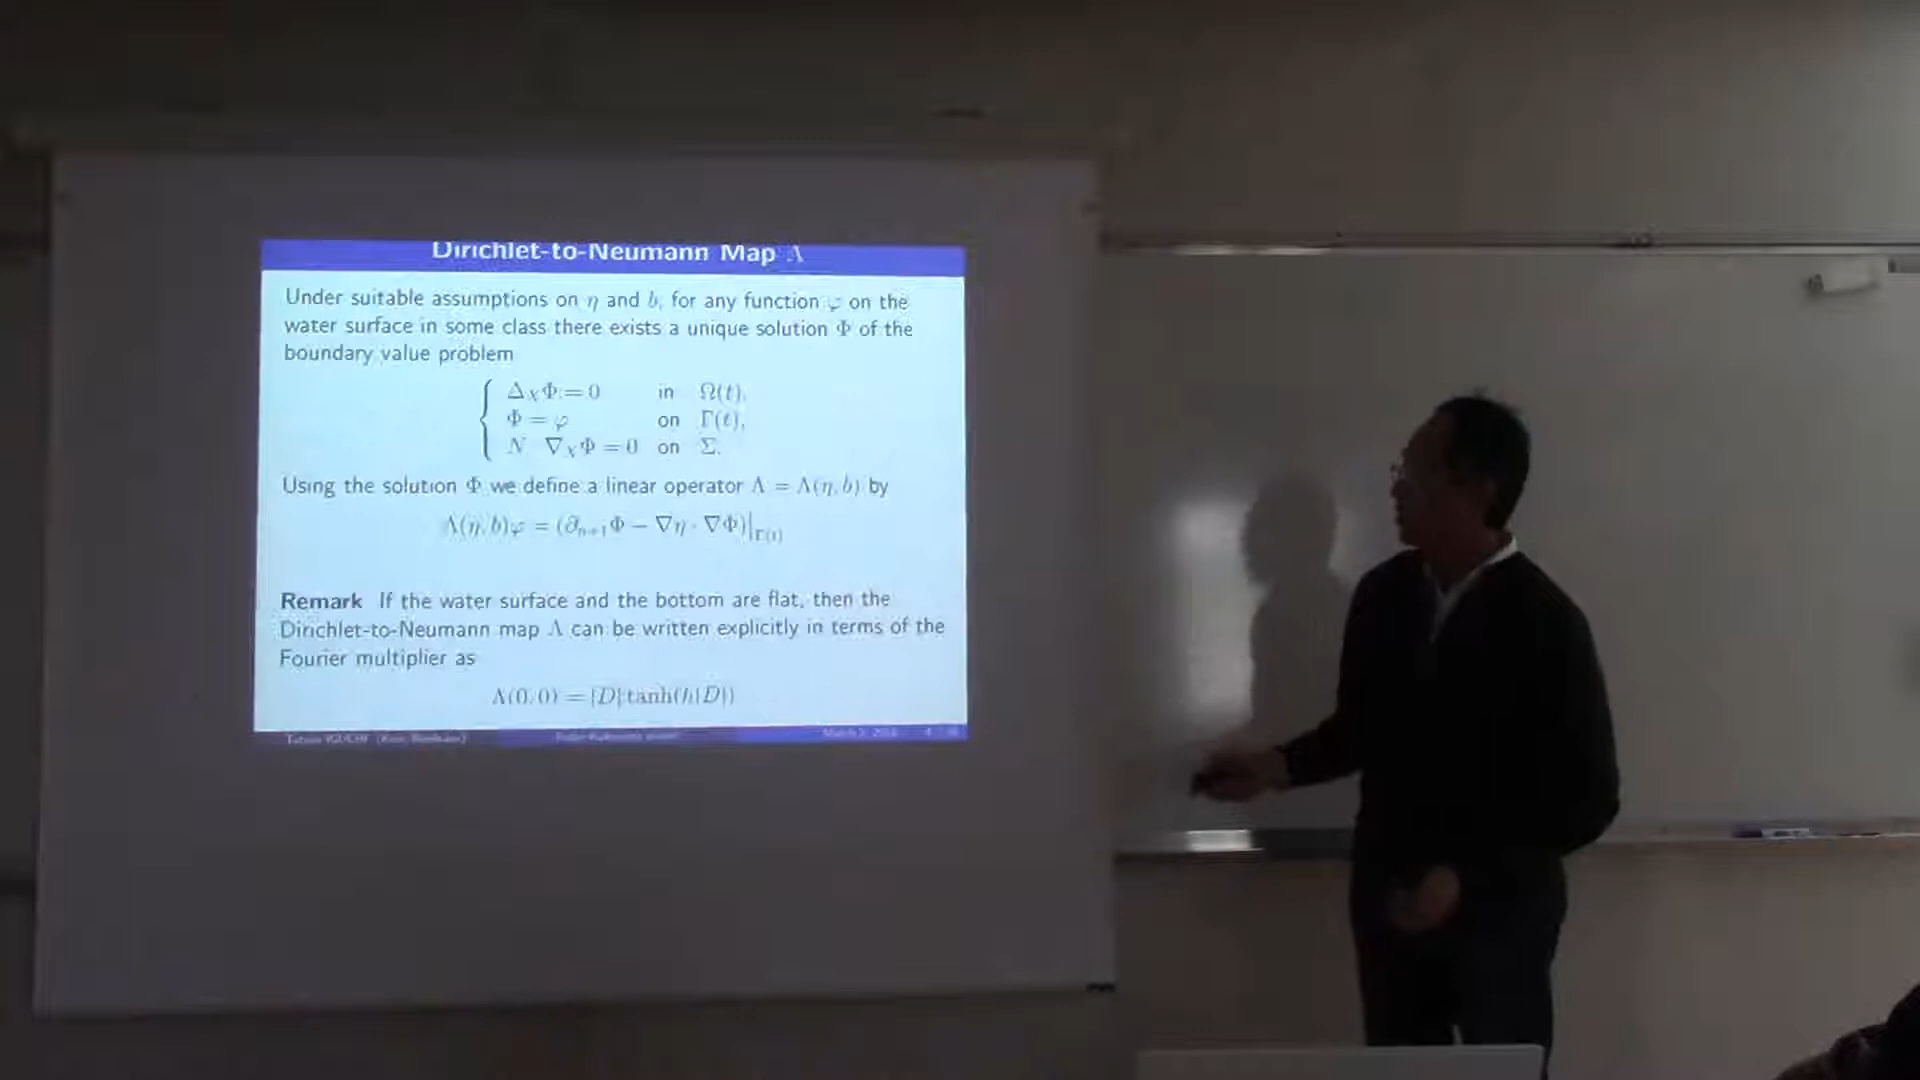 Dirichlet-to-Neumann Map Λ
Under suitable assumptions on η and b, for any function φ on the
water surface in some class there exists a unique solution Φ of the
boundary value problem
Δ_X Φ = 0 in Ω(t),
Φ = φ on Γ(t),
N · ∇_X Φ = 0 on Σ.
Using the solution Φ we define a linear operator Λ = Λ(η, b) by
Λ(η, b)φ = (∂_{n+1}Φ − ∇η · ∇Φ)|_{Γ(t)}
Remark If the water surface and the bottom are flat, then the
Dirichlet-to-Neumann map Λ can be written explicitly in terms of the
Fourier multiplier as
Λ(0, 0) = |D| tanh(h|D|)